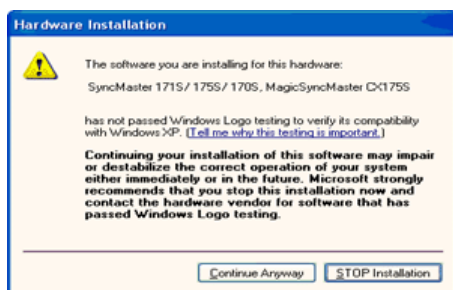 Hardware Installation
The software you are installing for this hardware:
SyncMaster 171S/ 175S/ 170S, MagicSyncMaster CX175S
has not passed Windows Logo testing to verify its compatibility
with Windows XP. (Tell me why this testing is important.)
Continuing your installation of this software may impair
or destabilize the correct operation of your system
either immediately or in the future. Microsoft strongly
recommends that you stop this installation now and
contact the hardware vendor for software that has
passed Windows Logo testing.
Continue Anyway
STOP Installation